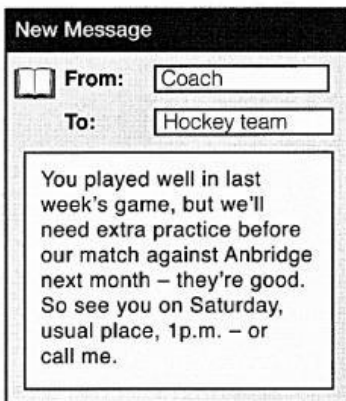 New Message
From: Coach
To: Hockey team
You played well in last
week's game, but we'll
need extra practice before
our match against Anbridge
next month – they're good.
So see you on Saturday,
usual place, 1p.m. – or
call me.